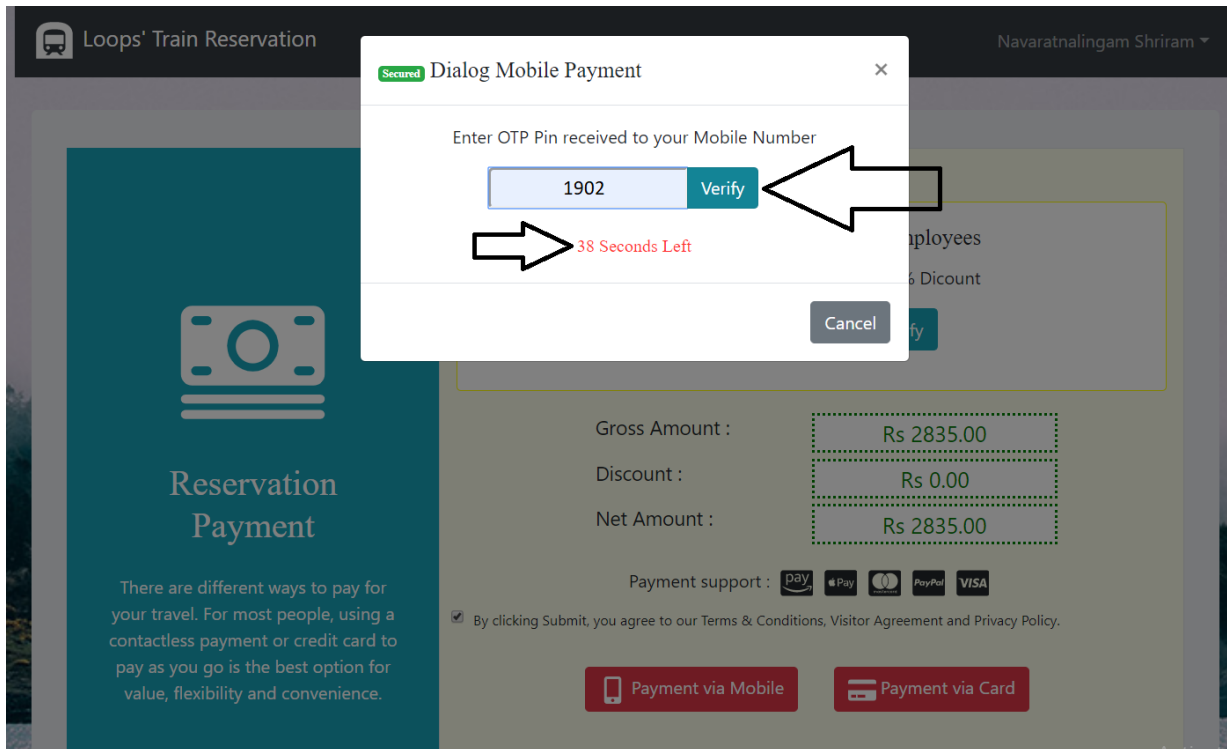 Loops' Train Reservation
Navaratnalingam Shriram
Secured Dialog Mobile Payment ×
Enter OTP Pin received to your Mobile Number
1902 Verify
38 Seconds Left
Cancel
Dicount
Reservation
Payment
There are different ways to pay for
your travel. For most people, using a
contactless payment or credit card to
pay as you go is the best option for
value, flexibility and convenience.
Gross Amount : Rs 2835.00
Discount : Rs 0.00
Net Amount : Rs 2835.00
Payment support : pay Pay mastercard PayPal VISA
By clicking Submit, you agree to our Terms & Conditions, Visitor Agreement and Privacy Policy.
Payment via Mobile Payment via Card